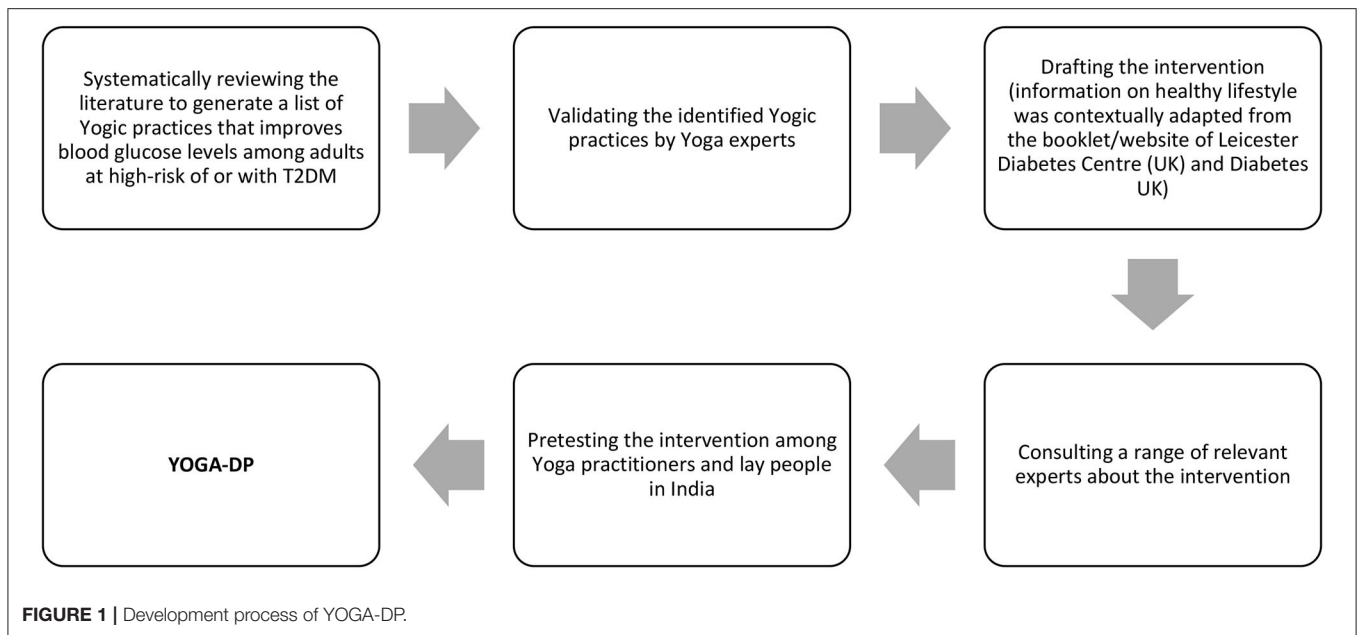 Systematically reviewing the
literature to generate a list of
Yogic practices that improves
blood glucose levels among adults
at high-risk of or with T2DM
Validating the identified Yogic
practices by Yoga experts
Drafting the intervention
(information on healthy lifestyle
was contextually adapted from
the booklet/website of Leicester
Diabetes Centre (UK) and Diabetes
UK)
Consulting a range of relevant
experts about the intervention
Pretesting the intervention among
Yoga practitioners and lay people
in India
YOGA-DP
FIGURE 1 | Development process of YOGA-DP.